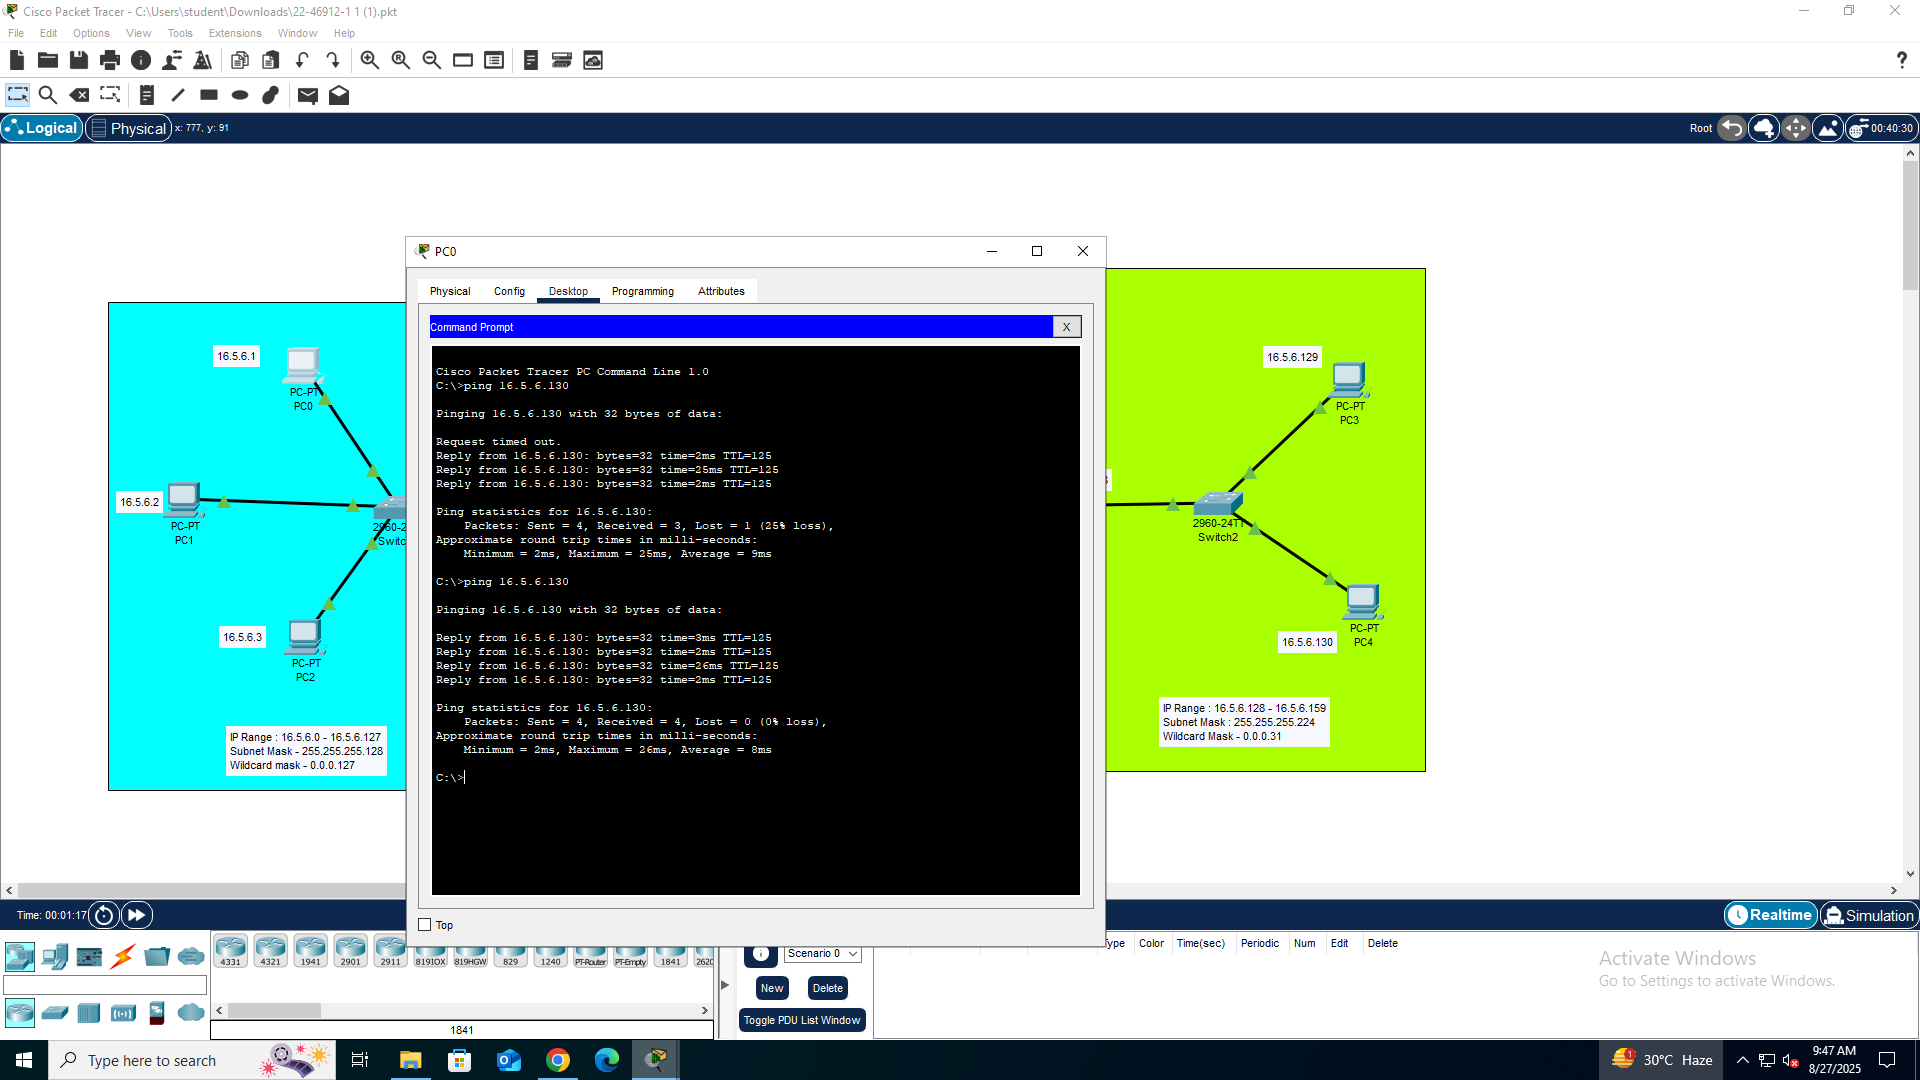 Cisco Packet Tracer - C:\Users\student\Downloads\22-46912-1 1 (1).pkt
File Edit Options View Tools Extensions Window Help
?
Logical Physical x: 777, y: 91 Root 00:40:30
PC0
Physical Config Desktop Programming Attributes
Command Prompt X
Cisco Packet Tracer PC Command Line 1.0
C:\>ping 16.5.6.130
Pinging 16.5.6.130 with 32 bytes of data:
Request timed out.
Reply from 16.5.6.130: bytes=32 time=2ms TTL=125
Reply from 16.5.6.130: bytes=32 time=25ms TTL=125
Reply from 16.5.6.130: bytes=32 time=2ms TTL=125
Ping statistics for 16.5.6.130:
Packets: Sent = 4, Received = 3, Lost = 1 (25% loss),
Approximate round trip times in milli-seconds:
Minimum = 2ms, Maximum = 25ms, Average = 9ms
C:\>ping 16.5.6.130
Pinging 16.5.6.130 with 32 bytes of data:
Reply from 16.5.6.130: bytes=32 time=3ms TTL=125
Reply from 16.5.6.130: bytes=32 time=2ms TTL=125
Reply from 16.5.6.130: bytes=32 time=26ms TTL=125
Reply from 16.5.6.130: bytes=32 time=2ms TTL=125
Ping statistics for 16.5.6.130:
Packets: Sent = 4, Received = 4, Lost = 0 (0% loss),
Approximate round trip times in milli-seconds:
Minimum = 2ms, Maximum = 26ms, Average = 8ms
C:\>
Top
16.5.6.1
PC-PT
PC0
16.5.6.2
PC-PT
PC1
2960-2
Switc
16.5.6.3
PC-PT
PC2
IP Range : 16.5.6.0 - 16.5.6.127
Subnet Mask - 255.255.255.128
Wildcard mask - 0.0.0.127
16.5.6.129
PC-PT
PC3
2960-24TT
Switch2
16.5.6.130
PC-PT
PC4
IP Range : 16.5.6.128 - 16.5.6.159
Subnet Mask : 255.255.255.224
Wildcard Mask - 0.0.0.31
Time: 00:01:17 Realtime Simulation
4331 4321 1941 2901 2911 819IOX 819HGW 829 1240 PT-Router PT-Empty 1841 2620
1841
Scenario 0
New Delete
Toggle PDU List Window
ype Color Time(sec) Periodic Num Edit Delete
Activate Windows
Go to Settings to activate Windows.
Type here to search
1 30°C Haze
9:47 AM
8/27/2025